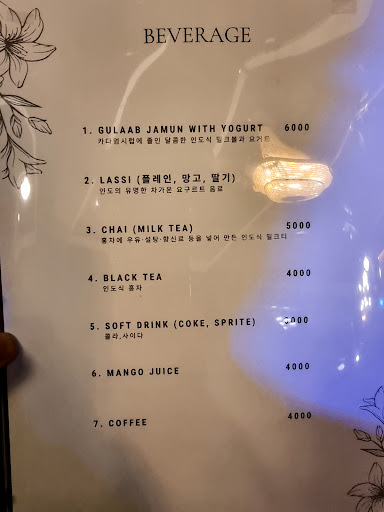 BEVERAGE
1. GULAAB JAMUN WITH YOGURT 6000
카다멈시럽에 졸인 달콤한 인도식 밀크볼과 요거트
2. LASSI (플레인, 망고, 딸기)
인도의 유명한 차가운 요구르트 음료
3. CHAI (MILK TEA) 5000
홍차에 우유·설탕·향신료 등을 넣어 만든 인도식 밀크티
4. BLACK TEA 4000
인도식 홍차
5. SOFT DRINK (COKE, SPRITE)
콜라,사이다
6. MANGO JUICE 4000
7. COFFEE 4000